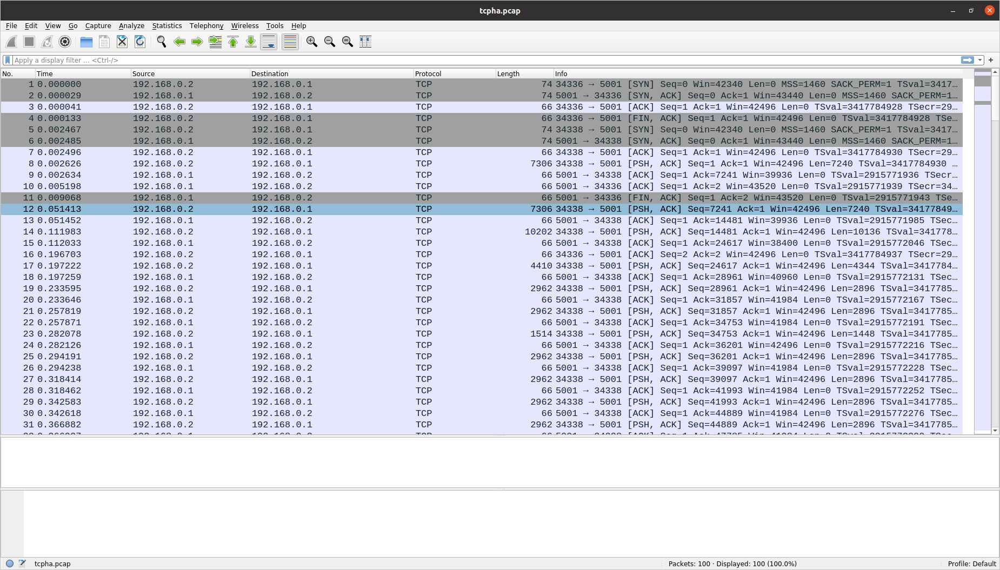 tcpha.pcap
File Edit View Go Capture Analyze Statistics Telephony Wireless Tools Help
Apply a display filter … <Ctrl-/>
No. Time Source Destination Protocol Length Info
1 0.000000 192.168.0.2 192.168.0.1 TCP 74 34336 → 5001 [SYN] Seq=0 Win=42340 Len=0 MSS=1460 SACK_PERM=1 TSval=3417…
2 0.000029 192.168.0.1 192.168.0.2 TCP 74 5001 → 34336 [SYN, ACK] Seq=0 Ack=1 Win=43440 Len=0 MSS=1460 SACK_PERM=1…
3 0.000041 192.168.0.2 192.168.0.1 TCP 66 34336 → 5001 [ACK] Seq=1 Ack=1 Win=42496 Len=0 TSval=3417784928 TSecr=29…
4 0.000133 192.168.0.2 192.168.0.1 TCP 66 34336 → 5001 [FIN, ACK] Seq=1 Ack=1 Win=42496 Len=0 TSval=3417784928 TSe…
5 0.002467 192.168.0.2 192.168.0.1 TCP 74 34338 → 5001 [SYN] Seq=0 Win=42340 Len=0 MSS=1460 SACK_PERM=1 TSval=3417…
6 0.002485 192.168.0.1 192.168.0.2 TCP 74 5001 → 34338 [SYN, ACK] Seq=0 Ack=1 Win=43440 Len=0 MSS=1460 SACK_PERM=1…
7 0.002496 192.168.0.2 192.168.0.1 TCP 66 34338 → 5001 [ACK] Seq=1 Ack=1 Win=42496 Len=0 TSval=3417784930 TSecr=29…
8 0.002626 192.168.0.2 192.168.0.1 TCP 7306 34338 → 5001 [PSH, ACK] Seq=1 Ack=1 Win=42496 Len=7240 TSval=3417784930 …
9 0.002634 192.168.0.1 192.168.0.2 TCP 66 5001 → 34338 [ACK] Seq=1 Ack=7241 Win=39936 Len=0 TSval=2915771936 TSecr…
10 0.005198 192.168.0.1 192.168.0.2 TCP 66 5001 → 34336 [ACK] Seq=1 Ack=2 Win=43520 Len=0 TSval=2915771939 TSecr=34…
11 0.009068 192.168.0.1 192.168.0.2 TCP 66 5001 → 34336 [FIN, ACK] Seq=1 Ack=2 Win=43520 Len=0 TSval=2915771943 TSe…
12 0.051413 192.168.0.2 192.168.0.1 TCP 7306 34338 → 5001 [PSH, ACK] Seq=7241 Ack=1 Win=42496 Len=7240 TSval=34177849…
13 0.051452 192.168.0.1 192.168.0.2 TCP 66 5001 → 34338 [ACK] Seq=1 Ack=14481 Win=39936 Len=0 TSval=2915771985 TSec…
14 0.111983 192.168.0.2 192.168.0.1 TCP 10202 34338 → 5001 [PSH, ACK] Seq=14481 Ack=1 Win=42496 Len=10136 TSval=341778…
15 0.112033 192.168.0.1 192.168.0.2 TCP 66 5001 → 34338 [ACK] Seq=1 Ack=24617 Win=38400 Len=0 TSval=2915772046 TSec…
16 0.196703 192.168.0.2 192.168.0.1 TCP 66 34336 → 5001 [ACK] Seq=2 Ack=2 Win=42496 Len=0 TSval=3417784937 TSecr=29…
17 0.197222 192.168.0.2 192.168.0.1 TCP 4410 34338 → 5001 [PSH, ACK] Seq=24617 Ack=1 Win=42496 Len=4344 TSval=3417784…
18 0.197259 192.168.0.1 192.168.0.2 TCP 66 5001 → 34338 [ACK] Seq=1 Ack=28961 Win=40960 Len=0 TSval=2915772131 TSec…
19 0.233595 192.168.0.2 192.168.0.1 TCP 2962 34338 → 5001 [PSH, ACK] Seq=28961 Ack=1 Win=42496 Len=2896 TSval=3417785…
20 0.233646 192.168.0.1 192.168.0.2 TCP 66 5001 → 34338 [ACK] Seq=1 Ack=31857 Win=41984 Len=0 TSval=2915772167 TSec…
21 0.257819 192.168.0.2 192.168.0.1 TCP 2962 34338 → 5001 [PSH, ACK] Seq=31857 Ack=1 Win=42496 Len=2896 TSval=3417785…
22 0.257871 192.168.0.1 192.168.0.2 TCP 66 5001 → 34338 [ACK] Seq=1 Ack=34753 Win=41984 Len=0 TSval=2915772191 TSec…
23 0.282078 192.168.0.2 192.168.0.1 TCP 1514 34338 → 5001 [PSH, ACK] Seq=34753 Ack=1 Win=42496 Len=1448 TSval=3417785…
24 0.282126 192.168.0.1 192.168.0.2 TCP 66 5001 → 34338 [ACK] Seq=1 Ack=36201 Win=42496 Len=0 TSval=2915772216 TSec…
25 0.294191 192.168.0.2 192.168.0.1 TCP 2962 34338 → 5001 [PSH, ACK] Seq=36201 Ack=1 Win=42496 Len=2896 TSval=3417785…
26 0.294238 192.168.0.1 192.168.0.2 TCP 66 5001 → 34338 [ACK] Seq=1 Ack=39097 Win=41984 Len=0 TSval=2915772228 TSec…
27 0.318414 192.168.0.2 192.168.0.1 TCP 2962 34338 → 5001 [PSH, ACK] Seq=39097 Ack=1 Win=42496 Len=2896 TSval=3417785…
28 0.318462 192.168.0.1 192.168.0.2 TCP 66 5001 → 34338 [ACK] Seq=1 Ack=41993 Win=41984 Len=0 TSval=2915772252 TSec…
29 0.342583 192.168.0.2 192.168.0.1 TCP 2962 34338 → 5001 [PSH, ACK] Seq=41993 Ack=1 Win=42496 Len=2896 TSval=3417785…
30 0.342618 192.168.0.1 192.168.0.2 TCP 66 5001 → 34338 [ACK] Seq=1 Ack=44889 Win=41984 Len=0 TSval=2915772276 TSec…
31 0.366882 192.168.0.2 192.168.0.1 TCP 2962 34338 → 5001 [PSH, ACK] Seq=44889 Ack=1 Win=42496 Len=2896 TSval=3417785…
tcpha.pcap Packets: 100 · Displayed: 100 (100.0%) Profile: Default